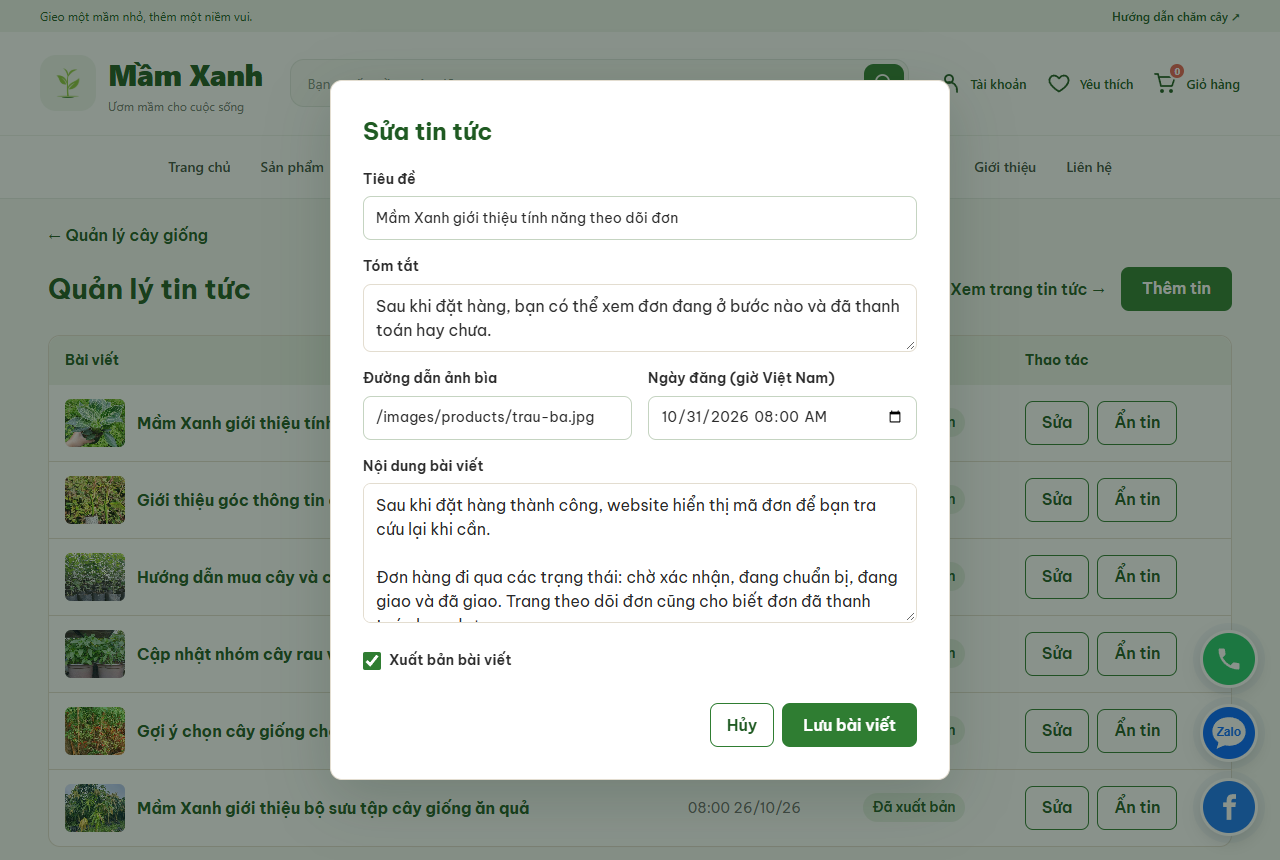 Gieo một mầm nhỏ, thêm một niềm vui.
Hướng dẫn chăm cây ↗
Mầm Xanh
Ươm mầm cho cuộc sống
Tài khoản
Yêu thích
0
Giỏ hàng
Trang chủ
Sản phẩm
Giới thiệu
Liên hệ
← Quản lý cây giống
Quản lý tin tức
Xem trang tin tức →
Thêm tin
Bài viết
Thao tác
Mầm Xanh giới thiệu
Sửa
Ẩn tin
Giới thiệu góc thông tin
Sửa
Ẩn tin
Hướng dẫn mua cây và
Sửa
Ẩn tin
Cập nhật nhóm cây rau
Sửa
Ẩn tin
Gợi ý chọn cây giống
Sửa
Ẩn tin
Mầm Xanh giới thiệu bộ sưu tập cây giống ăn quả
08:00 26/10/26
Đã xuất bản
Sửa
Ẩn tin
Zalo
Sửa tin tức
Tiêu đề
Mầm Xanh giới thiệu tính năng theo dõi đơn
Tóm tắt
Sau khi đặt hàng, bạn có thể xem đơn đang ở bước nào và đã thanh
toán hay chưa.
Đường dẫn ảnh bìa
Ngày đăng (giờ Việt Nam)
/images/products/trau-ba.jpg
10/31/2026 08:00 AM
Nội dung bài viết
Sau khi đặt hàng thành công, website hiển thị mã đơn để bạn tra
cứu lại khi cần.
Đơn hàng đi qua các trạng thái: chờ xác nhận, đang chuẩn bị, đang
giao và đã giao. Trang theo dõi đơn cũng cho biết đơn đã thanh
Xuất bản bài viết
Hủy
Lưu bài viết